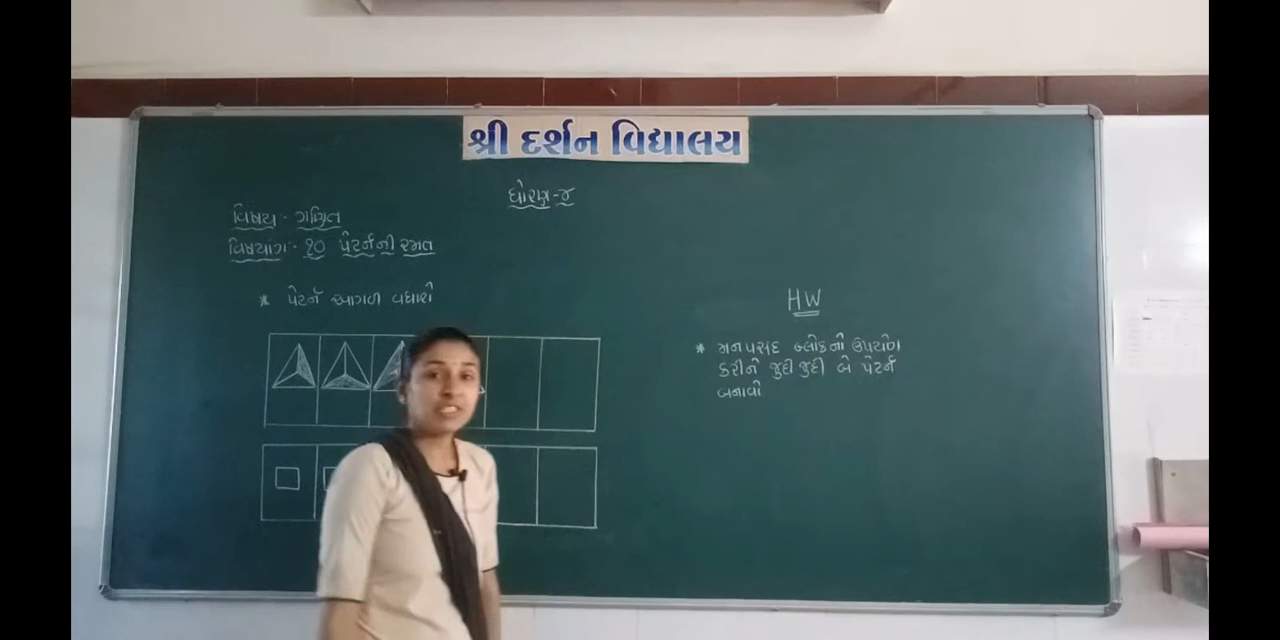 શ્રી દર્શન વિદ્યાલય
ધોરણ-૪
વિષય:- ગણિત
વિષયાંગ:- ૧૦ પેટર્નની રમત
* પેટર્ન આગળ વધારો
HW
* મનપસંદ બ્લોકનો ઉપયોગ
કરીને જુદી જુદી બે પેટર્ન
બનાવો